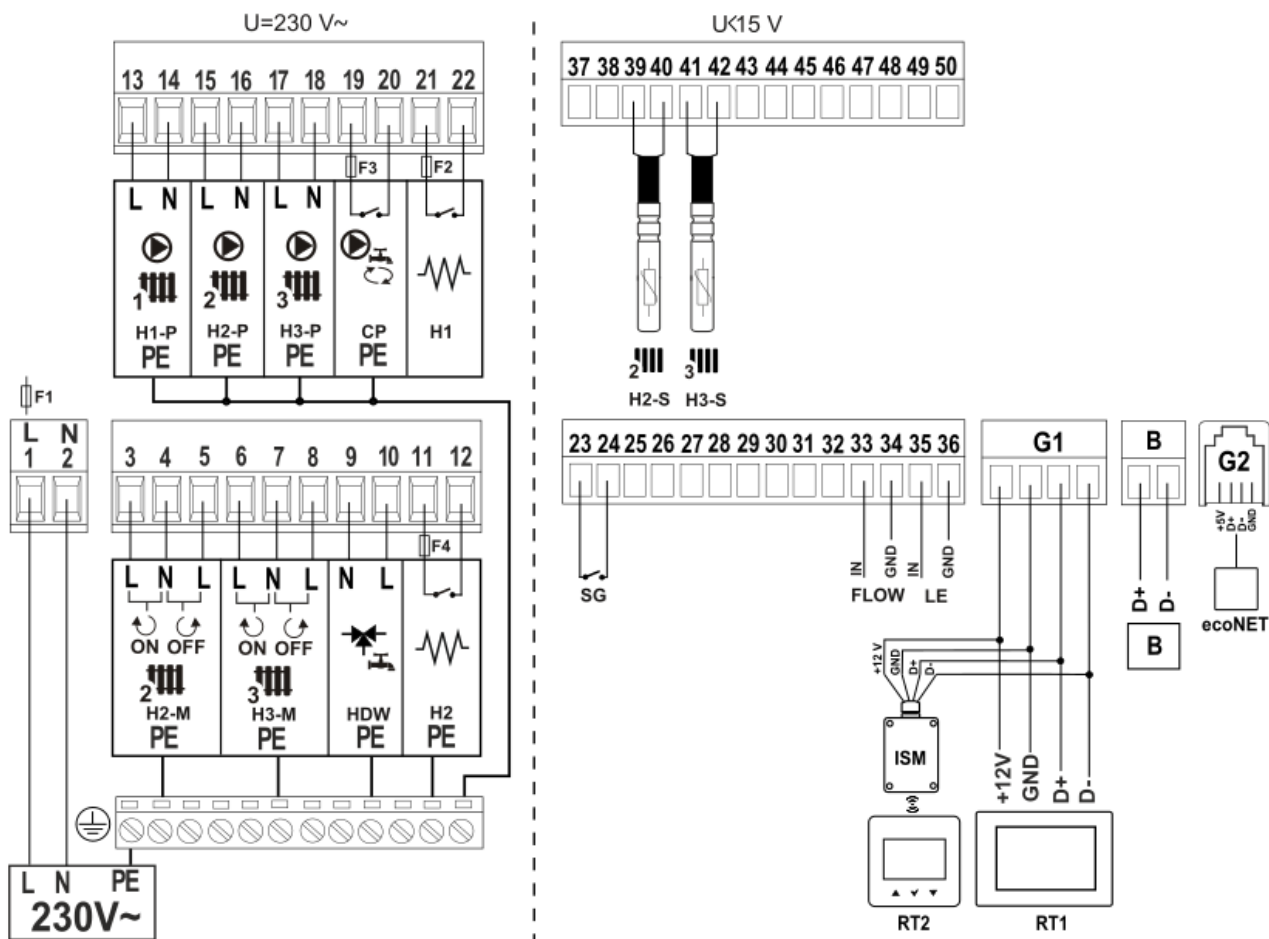 U=230 V~
U<15 V
13 14 15 16 17 18 19 20 21 22
F3 F2
L N L N L N
1 2 3
H1-P H2-P H3-P CP H1
PE PE PE PE
F1
L N
1 2
3 4 5 6 7 8 9 10 11 12
F4
L N L L N L N L
ON OFF ON OFF
2 3
H2-M H3-M HDW H2
PE PE PE PE
L N PE
230V~
37 38 39 40 41 42 43 44 45 46 47 48 49 50
2 3
H2-S H3-S
23 24 25 26 27 28 29 30 31 32 33 34 35 36
SG
IN GND IN GND
FLOW LE
G1
+12 V GND D+ D-
ISM
+12V GND D+ D-
RT2 RT1
B
D+ D-
B
G2
+5V D+ D- GND
ecoNET